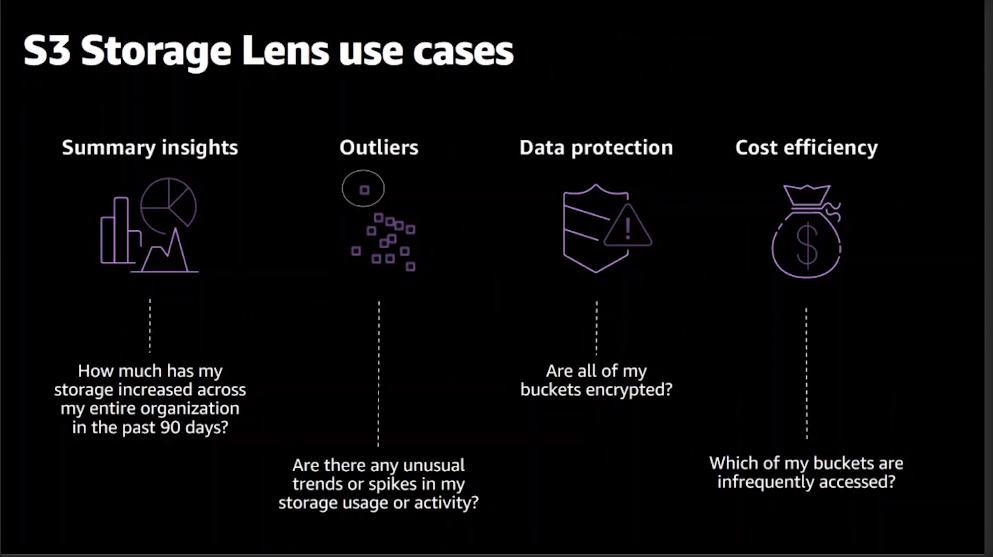 S3 Storage Lens use cases
Summary insights
Outliers
Data protection
Cost efficiency
$
How much has my
storage increased across
my entire organization
in the past 90 days?
Are there any unusual
trends or spikes in my
storage usage or activity?
Are all of my
buckets encrypted?
Which of my buckets are
infrequently accessed?